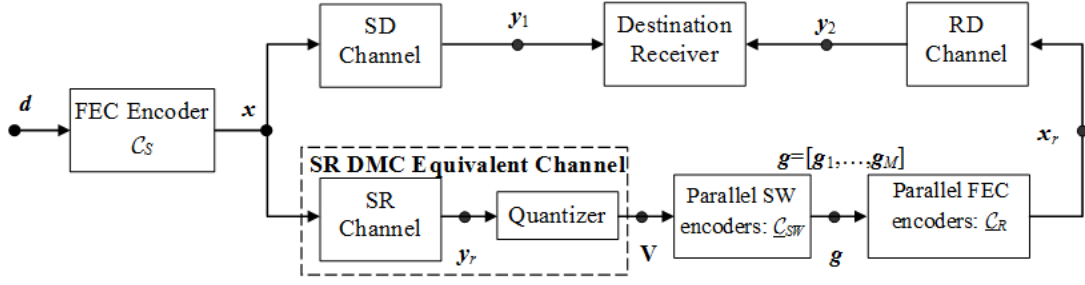 SD
Channel
y1
Destination
Receiver
y2
RD
Channel
d
FEC Encoder
CS
x
xr
SR DMC Equivalent Channel
g=[g1,…,gM]
SR
Channel
Quantizer
Parallel SW
encoders: CSW
Parallel FEC
encoders: CR
yr
V
g